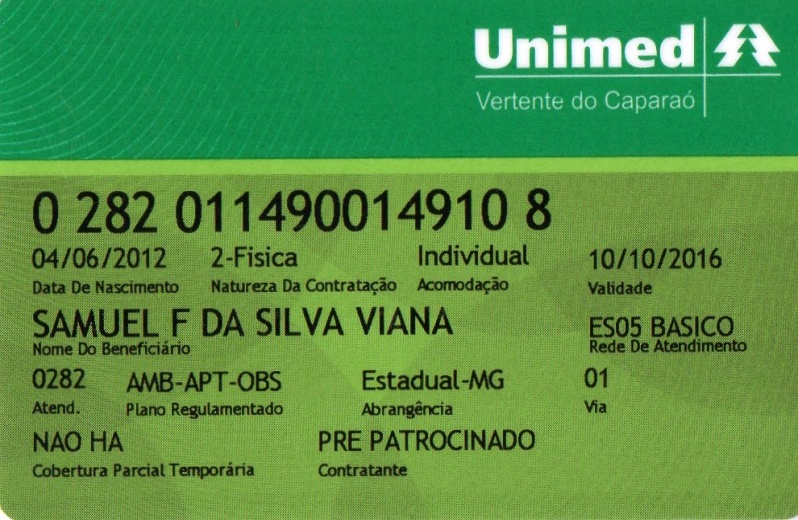 Unimed
Vertente do Caparaó
0 282 011490014910 8
04/06/2012 2-Fisica Individual 10/10/2016
Data De Nascimento Natureza Da Contratação Acomodação Validade
SAMUEL F DA SILVA VIANA ES05 BASICO
Nome Do Beneficiário Rede De Atendimento
0282 AMB-APT-OBS Estadual-MG 01
Atend. Plano Regulamentado Abrangência Via
NAO HA PRE PATROCINADO
Cobertura Parcial Temporária Contratante